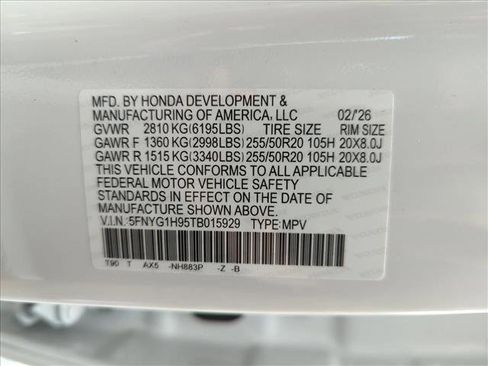 MFD. BY HONDA DEVELOPMENT &
MANUFACTURING OF AMERICA, LLC 02/'26
GVWR 2810 KG(6195LBS) TIRE SIZE RIM SIZE
GAWR F 1360 KG(2998LBS) 255/50R20 105H 20X8.0J
GAWR R 1515 KG(3340LBS) 255/50R20 105H 20X8.0J
THIS VEHICLE CONFORMS TO ALL APPLICABLE
FEDERAL MOTOR VEHICLE SAFETY
STANDARDS IN EFFECT ON THE DATE OF
MANUFACTURE SHOWN ABOVE.
V.I.N.: 5FNYG1H95TB015929 TYPE: MPV
T90 T AX5 -NH883P -Z -B